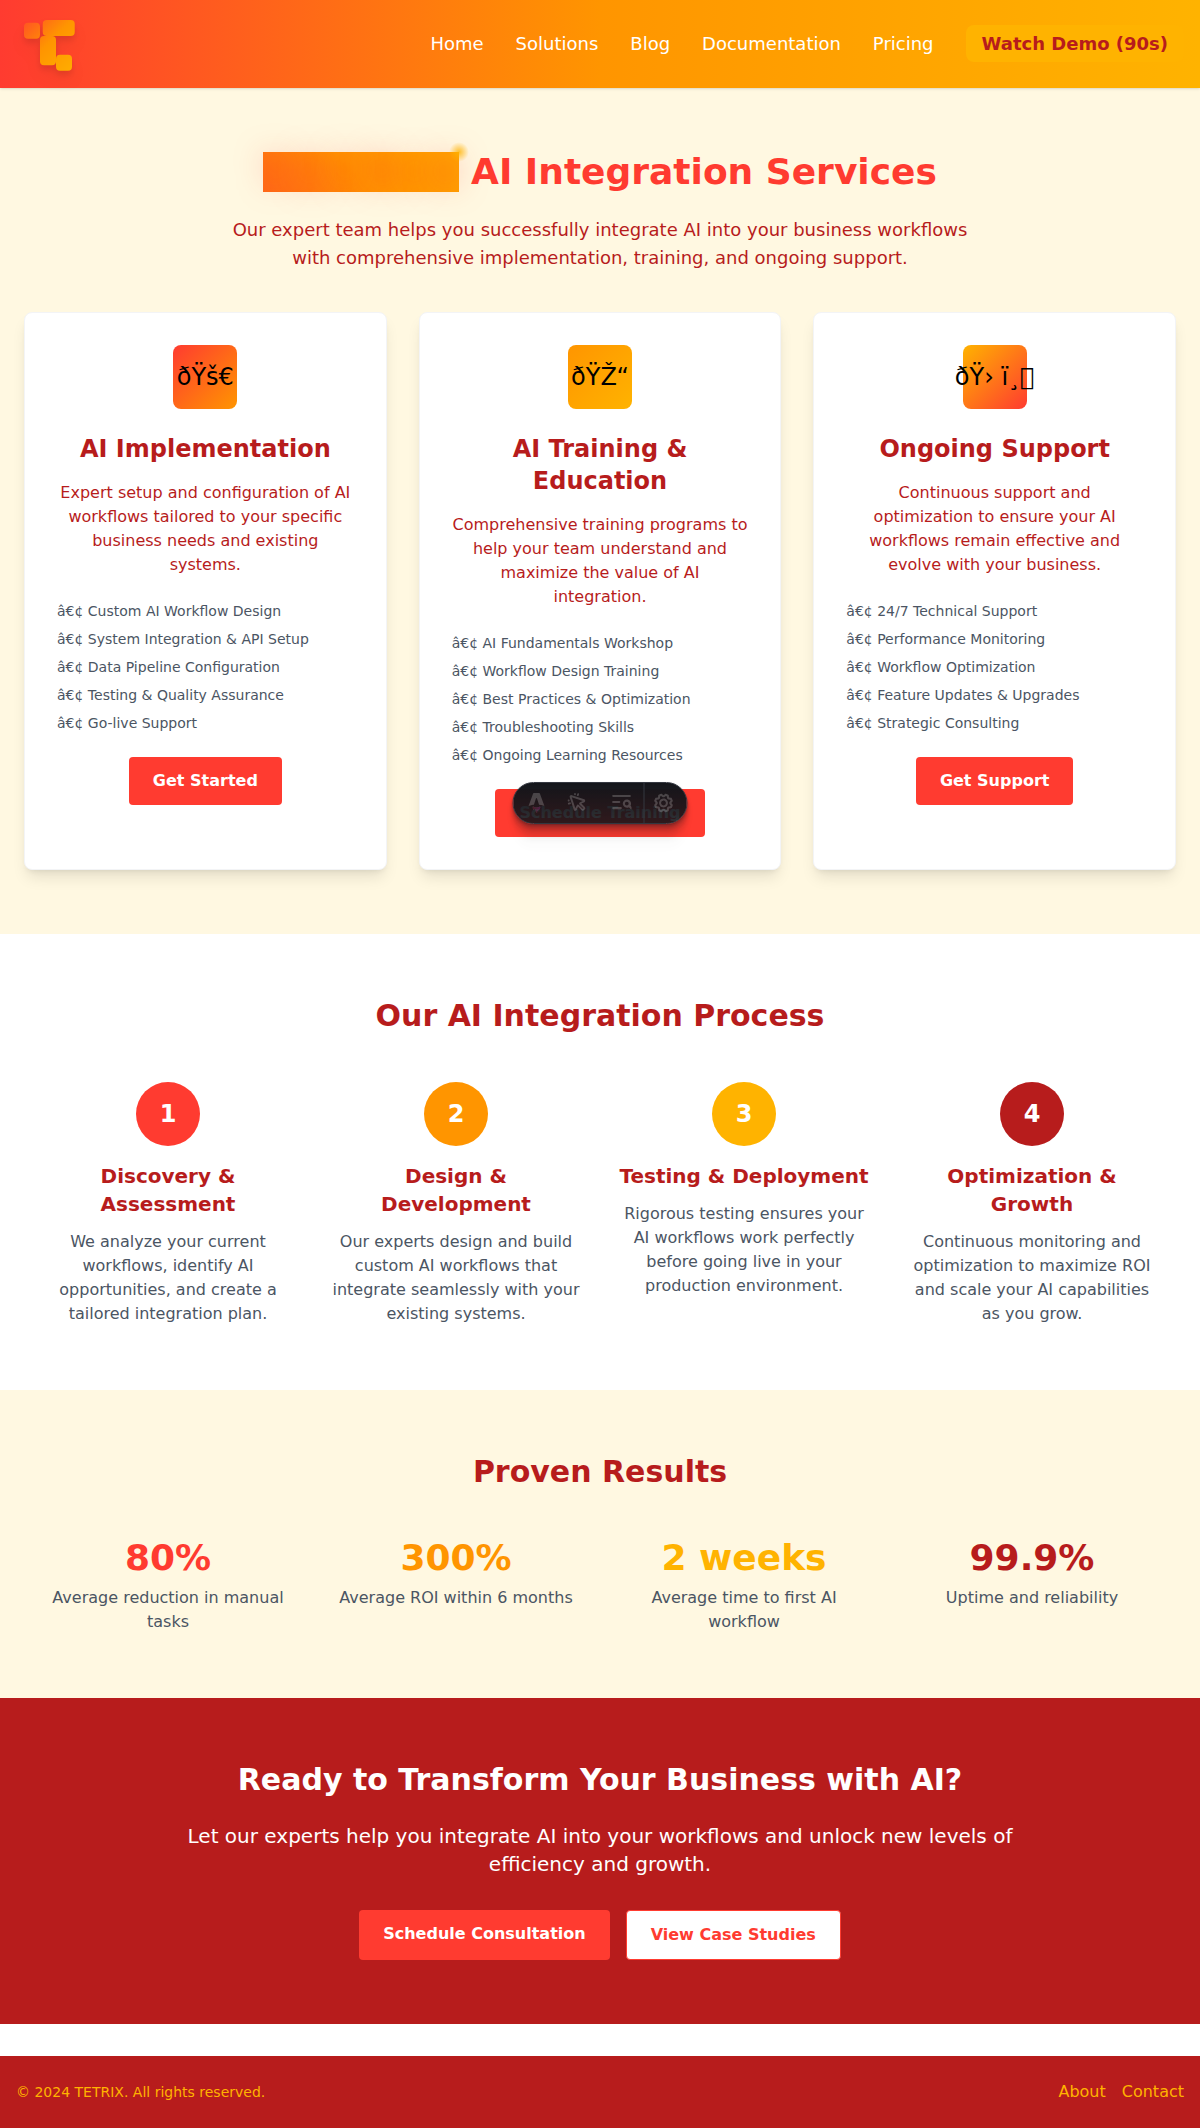 Home Solutions Blog Documentation Pricing Watch Demo (90s)
AI Integration Services
Our expert team helps you successfully integrate AI into your business workflows
with comprehensive implementation, training, and ongoing support.
ðŸš€
AI Implementation
Expert setup and configuration of AI
workflows tailored to your specific
business needs and existing
systems.
â€¢ Custom AI Workflow Design
â€¢ System Integration & API Setup
â€¢ Data Pipeline Configuration
â€¢ Testing & Quality Assurance
â€¢ Go-live Support
Get Started
ðŸŽ“
AI Training &
Education
Comprehensive training programs to
help your team understand and
maximize the value of AI
integration.
â€¢ AI Fundamentals Workshop
â€¢ Workflow Design Training
â€¢ Best Practices & Optimization
â€¢ Troubleshooting Skills
â€¢ Ongoing Learning Resources
Schedule Training
ðŸ› ï¸
Ongoing Support
Continuous support and
optimization to ensure your AI
workflows remain effective and
evolve with your business.
â€¢ 24/7 Technical Support
â€¢ Performance Monitoring
â€¢ Workflow Optimization
â€¢ Feature Updates & Upgrades
â€¢ Strategic Consulting
Get Support
Our AI Integration Process
1
Discovery &
Assessment
We analyze your current
workflows, identify AI
opportunities, and create a
tailored integration plan.
2
Design &
Development
Our experts design and build
custom AI workflows that
integrate seamlessly with your
existing systems.
3
Testing & Deployment
Rigorous testing ensures your
AI workflows work perfectly
before going live in your
production environment.
4
Optimization &
Growth
Continuous monitoring and
optimization to maximize ROI
and scale your AI capabilities
as you grow.
Proven Results
80%
Average reduction in manual
tasks
300%
Average ROI within 6 months
2 weeks
Average time to first AI
workflow
99.9%
Uptime and reliability
Ready to Transform Your Business with AI?
Let our experts help you integrate AI into your workflows and unlock new levels of
efficiency and growth.
Schedule Consultation
View Case Studies
© 2024 TETRIX. All rights reserved.
About Contact